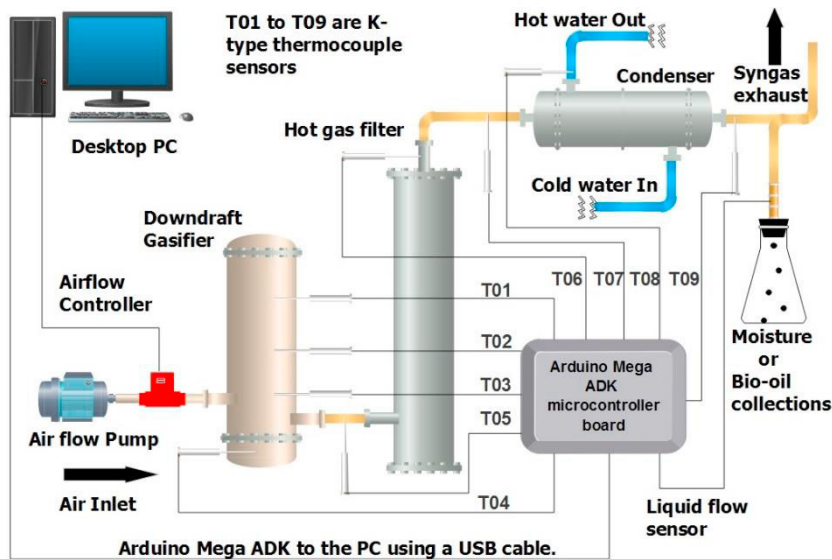 T01 to T09 are K-
type thermocouple
sensors
Hot water Out
Condenser
Syngas
exhaust
Desktop PC
Hot gas filter
Cold water In
Downdraft
Gasifier
Airflow
Controller
T01
T06
T07
T08
T09
T02
T03
T05
T04
Arduino Mega
ADK
microcontroller
board
Moisture
or
Bio-oil
collections
Air flow Pump
Air Inlet
Liquid flow
sensor
Arduino Mega ADK to the PC using a USB cable.